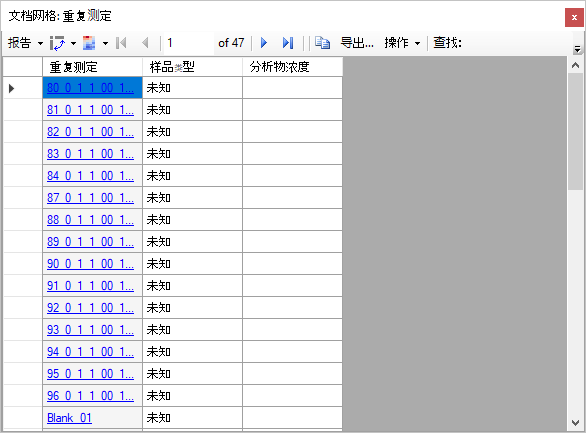 文档网格: 重复测定
报告 1 of 47 导出... 操作 查找:
重复测定 样品类型 分析物浓度
80_0_1_1_00_1... 未知
81_0_1_1_00_1... 未知
82_0_1_1_00_1... 未知
83_0_1_1_00_1... 未知
84_0_1_1_00_1... 未知
87_0_1_1_00_1... 未知
88_0_1_1_00_1... 未知
89_0_1_1_00_1... 未知
90_0_1_1_00_1... 未知
91_0_1_1_00_1... 未知
92_0_1_1_00_1... 未知
93_0_1_1_00_1... 未知
94_0_1_1_00_1... 未知
95_0_1_1_00_1... 未知
96_0_1_1_00_1... 未知
Blank_01 未知